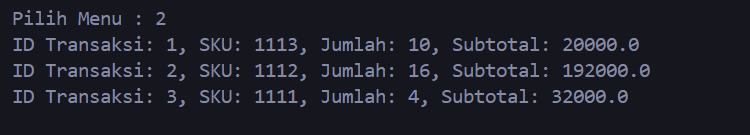 Pilih Menu : 2
ID Transaksi: 1, SKU: 1113, Jumlah: 10, Subtotal: 20000.0
ID Transaksi: 2, SKU: 1112, Jumlah: 16, Subtotal: 192000.0
ID Transaksi: 3, SKU: 1111, Jumlah: 4, Subtotal: 32000.0